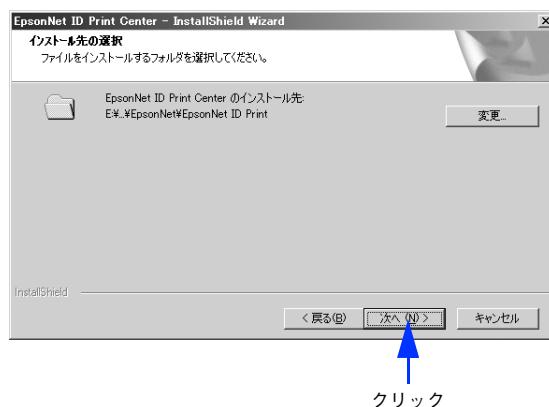 EpsonNet ID Print Center - InstallShield Wizard
インストール先の選択
ファイルをインストールするフォルダを選択してください。
EpsonNet ID Print Center のインストール先:
E:¥...¥EpsonNet¥EpsonNet ID Print
変更...
InstallShield
< 戻る(B)
次へ (N) >
キャンセル
クリック